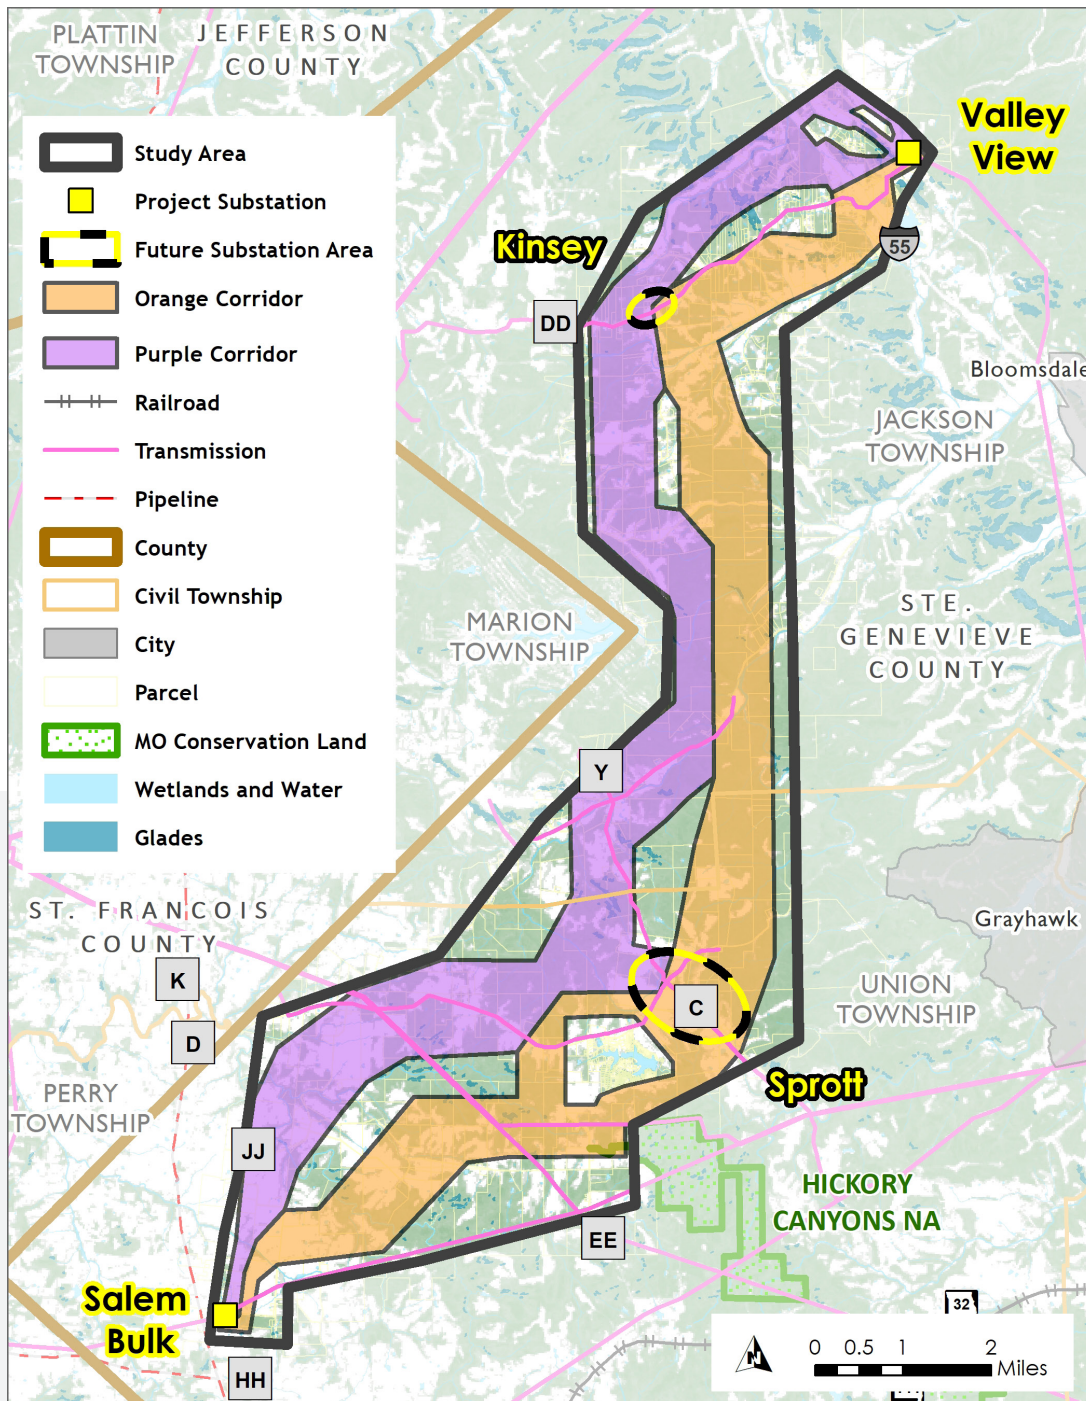 PLATTIN
TOWNSHIP
JEFFERSON
COUNTY
Valley
View
Study Area
Project Substation
Future Substation Area
Orange Corridor
Purple Corridor
Railroad
Transmission
Pipeline
County
Civil Township
City
Parcel
MO Conservation Land
Wetlands and Water
Glades
Kinsey
55
DD
Bloomsdale
JACKSON
TOWNSHIP
MARION
TOWNSHIP
STE.
GENEVIEVE
COUNTY
Y
ST. FRANCOIS
COUNTY
Grayhawk
K
C
UNION
TOWNSHIP
D
PERRY
TOWNSHIP
Sprott
JJ
HICKORY
CANYONS NA
EE
Salem
Bulk
32
HH
N
0 0.5 1 2
Miles